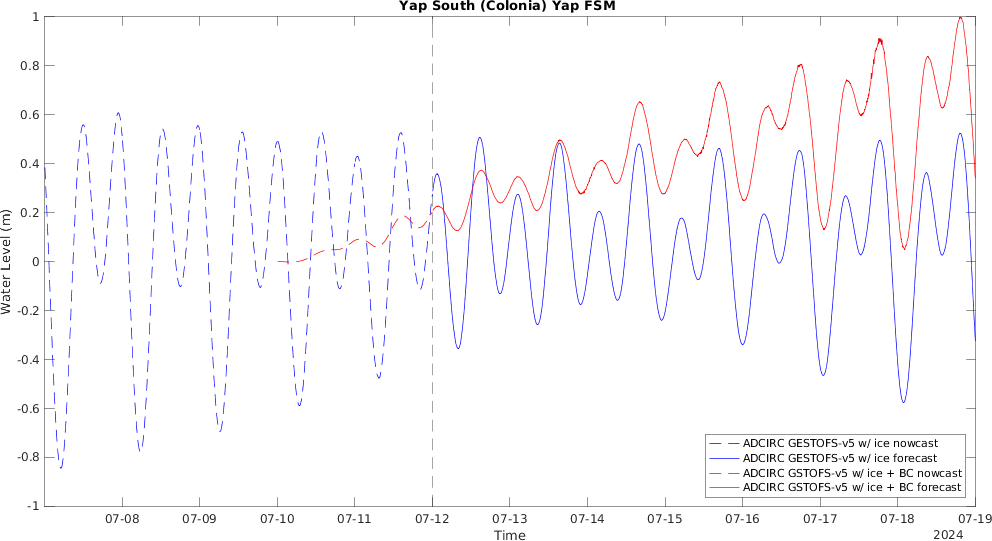 Yap South (Colonia) Yap FSM
1
0.8
0.6
0.4
0.2
0
-0.2
-0.4
-0.6
-0.8
-1
Water Level (m)
07-08 07-09 07-10 07-11 07-12 07-13 07-14 07-15 07-16 07-17 07-18 07-19
Time
2024
ADCIRC GESTOFS-v5 w/ ice nowcast
ADCIRC GESTOFS-v5 w/ ice forecast
ADCIRC GSTOFS-v5 w/ ice + BC nowcast
ADCIRC GSTOFS-v5 w/ ice + BC forecast